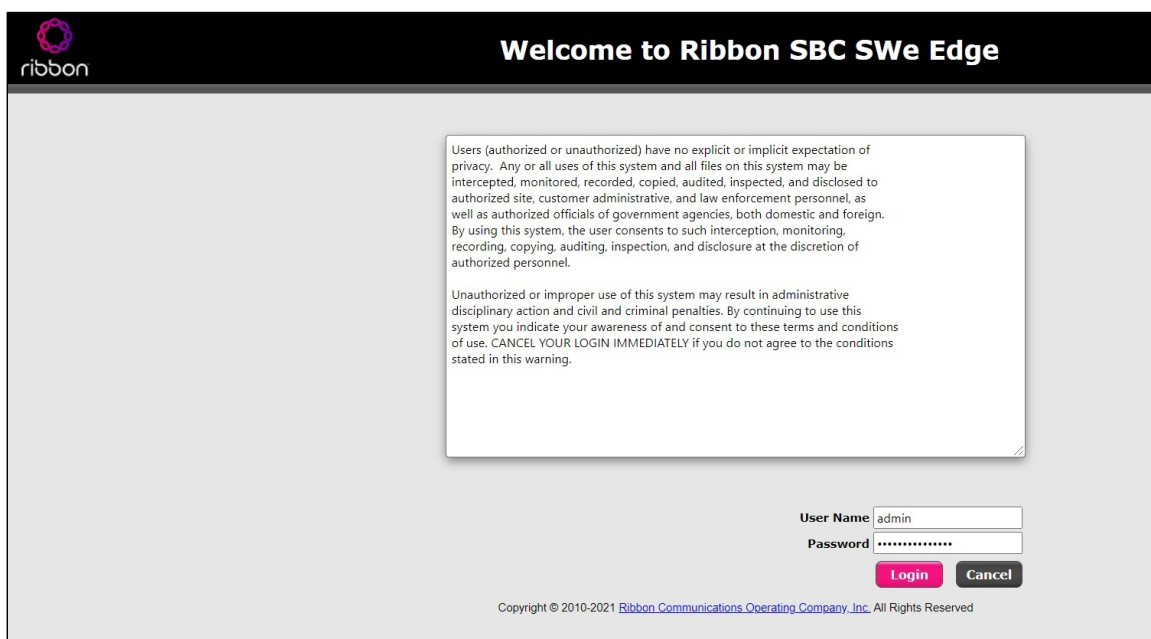 ribbon
Welcome to Ribbon SBC SWe Edge
Users (authorized or unauthorized) have no explicit or implicit expectation of
privacy.  Any or all uses of this system and all files on this system may be
intercepted, monitored, recorded, copied, audited, inspected, and disclosed to
authorized site, customer administrative, and law enforcement personnel, as
well as authorized officials of government agencies, both domestic and foreign.
By using this system, the user consents to such interception, monitoring,
recording, copying, auditing, inspection, and disclosure at the discretion of
authorized personnel.
Unauthorized or improper use of this system may result in administrative
disciplinary action and civil and criminal penalties. By continuing to use this
system you indicate your awareness of and consent to these terms and conditions
of use. CANCEL YOUR LOGIN IMMEDIATELY if you do not agree to the conditions
stated in this warning.
User Name admin
Password •••••••••••••••
Login Cancel
Copyright © 2010-2021 Ribbon Communications Operating Company, Inc. All Rights Reserved